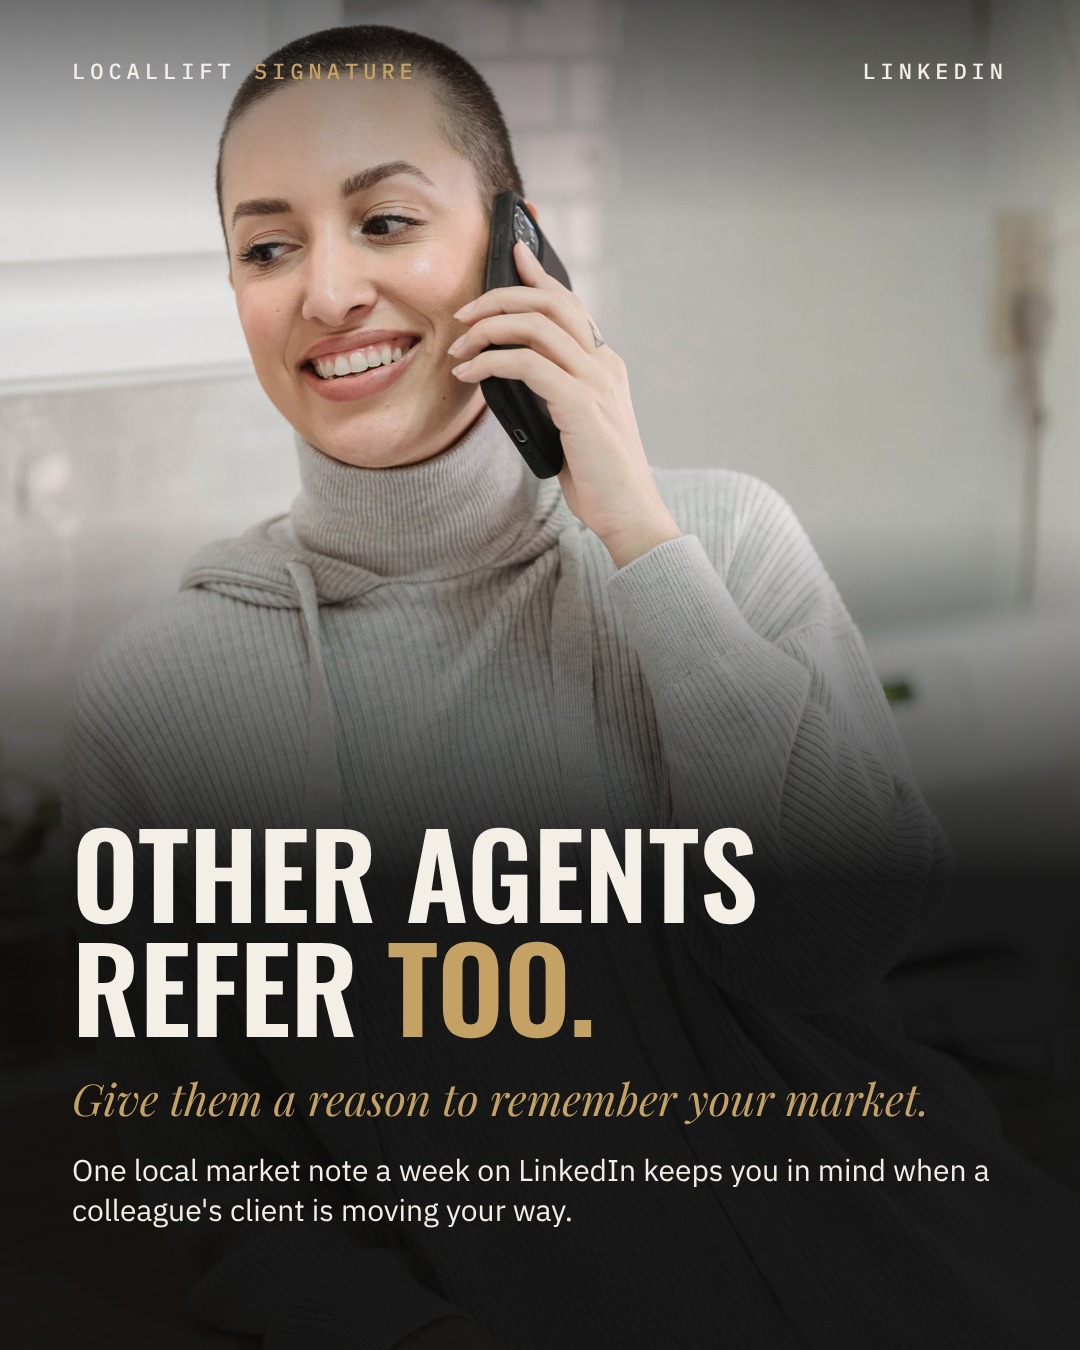 LOCALLIFT SIGNATURE
LINKEDIN
OTHER AGENTS
REFER TOO.
Give them a reason to remember your market.
One local market note a week on LinkedIn keeps you in mind when a
colleague's client is moving your way.